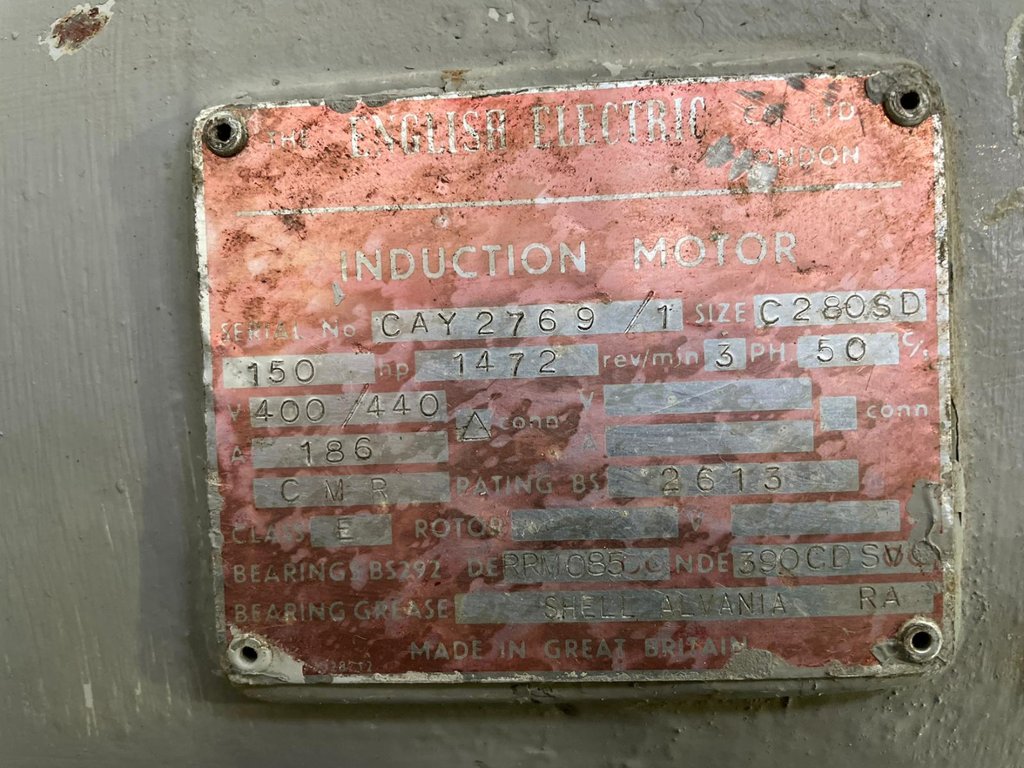 THE ENGLISH ELECTRIC CO. LTD
LONDON
INDUCTION MOTOR
SERIAL No CAY2769/1 SIZE C280SD
150 hp 1472 rev/min 3 PH 50 C/s
V 400/440 △ conn V conn
A 186 A
CMR RATING BS 2613
CLASS E ROTOR V
BEARINGS BS292 DE NDE
BEARING GREASE SHELL ALVANIA RA
MADE IN GREAT BRITAIN